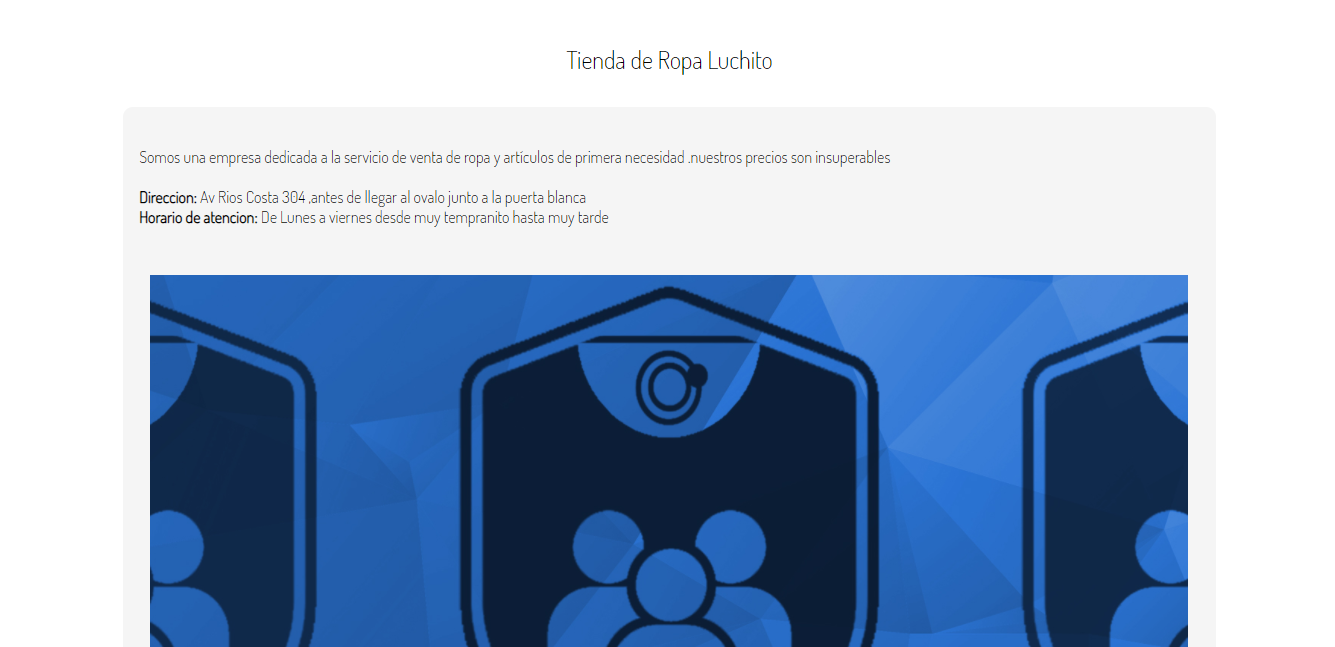 Tienda de Ropa Luchito
Somos una empresa dedicada a la servicio de venta de ropa y artículos de primera necesidad .nuestros precios son insuperables
Direccion: Av Rios Costa 304 ,antes de llegar al ovalo junto a la puerta blanca
Horario de atencion: De Lunes a viernes desde muy tempranito hasta muy tarde